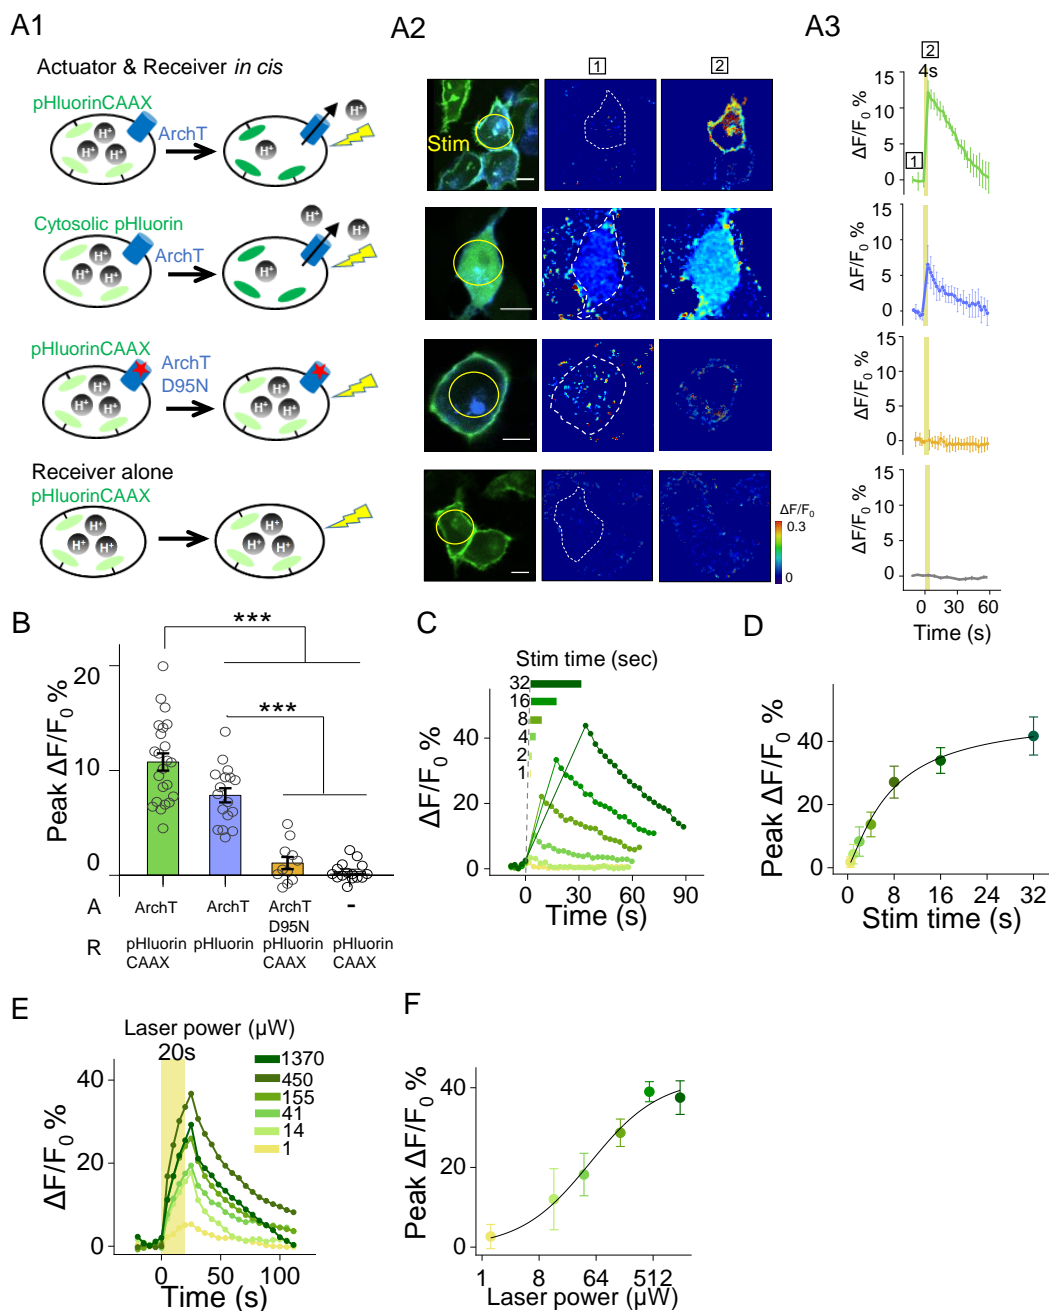 A1
Actuator & Receiver in cis
pHluorinCAAX
ArchT
H+ H+ H+
H+
H+
Cytosolic pHluorin
ArchT
H+ H+ H+
H+
H+
pHluorinCAAX
ArchT
D95N
H+ H+ H+
H+ H+ H+
Receiver alone
pHluorinCAAX
H+ H+ H+
H+ H+ H+
A2
1
2
Stim
ΔF/F0
0.3
0
A3
2
4s
1
15
10
5
0
ΔF/F0 %
15
10
5
0
ΔF/F0 %
15
10
5
0
ΔF/F0 %
15
10
5
0
ΔF/F0 %
0 30 60
Time (s)
B
***
***
20
10
0
Peak ΔF/F0 %
A ArchT ArchT ArchT D95N -
R pHluorin CAAX pHluorin pHluorin CAAX pHluorin CAAX
C
Stim time (sec)
32
16
8
4
2
1
40
20
0
ΔF/F0 %
0 30 60 90
Time (s)
D
40
20
0
Peak ΔF/F0 %
0 8 16 24 32
Stim time (s)
E
Laser power (µW)
20s
1370
450
155
41
14
1
40
20
0
ΔF/F0 %
0 50 100
Time (s)
F
40
20
0
Peak ΔF/F0 %
1 8 64 512
Laser power (µW)